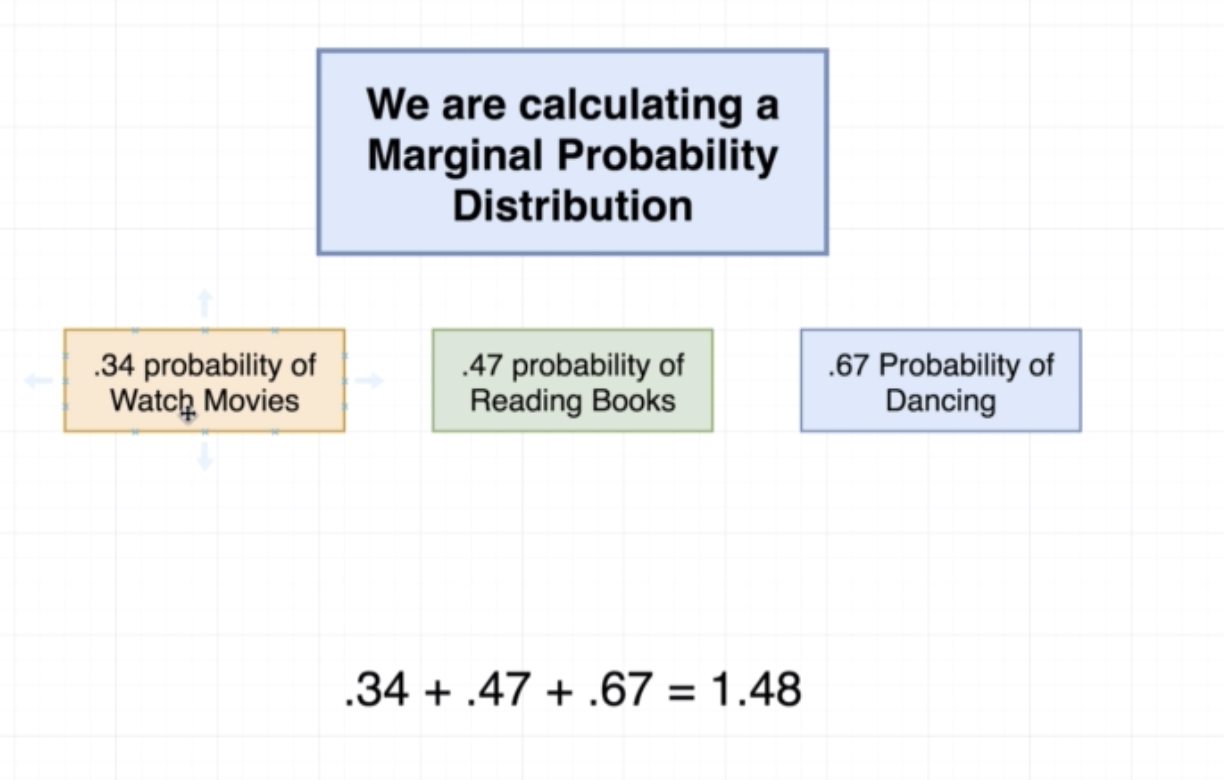 We are calculating a
Marginal Probability
Distribution
.34 probability of
Watch Movies
.47 probability of
Reading Books
.67 Probability of
Dancing
.34 + .47 + .67 = 1.48